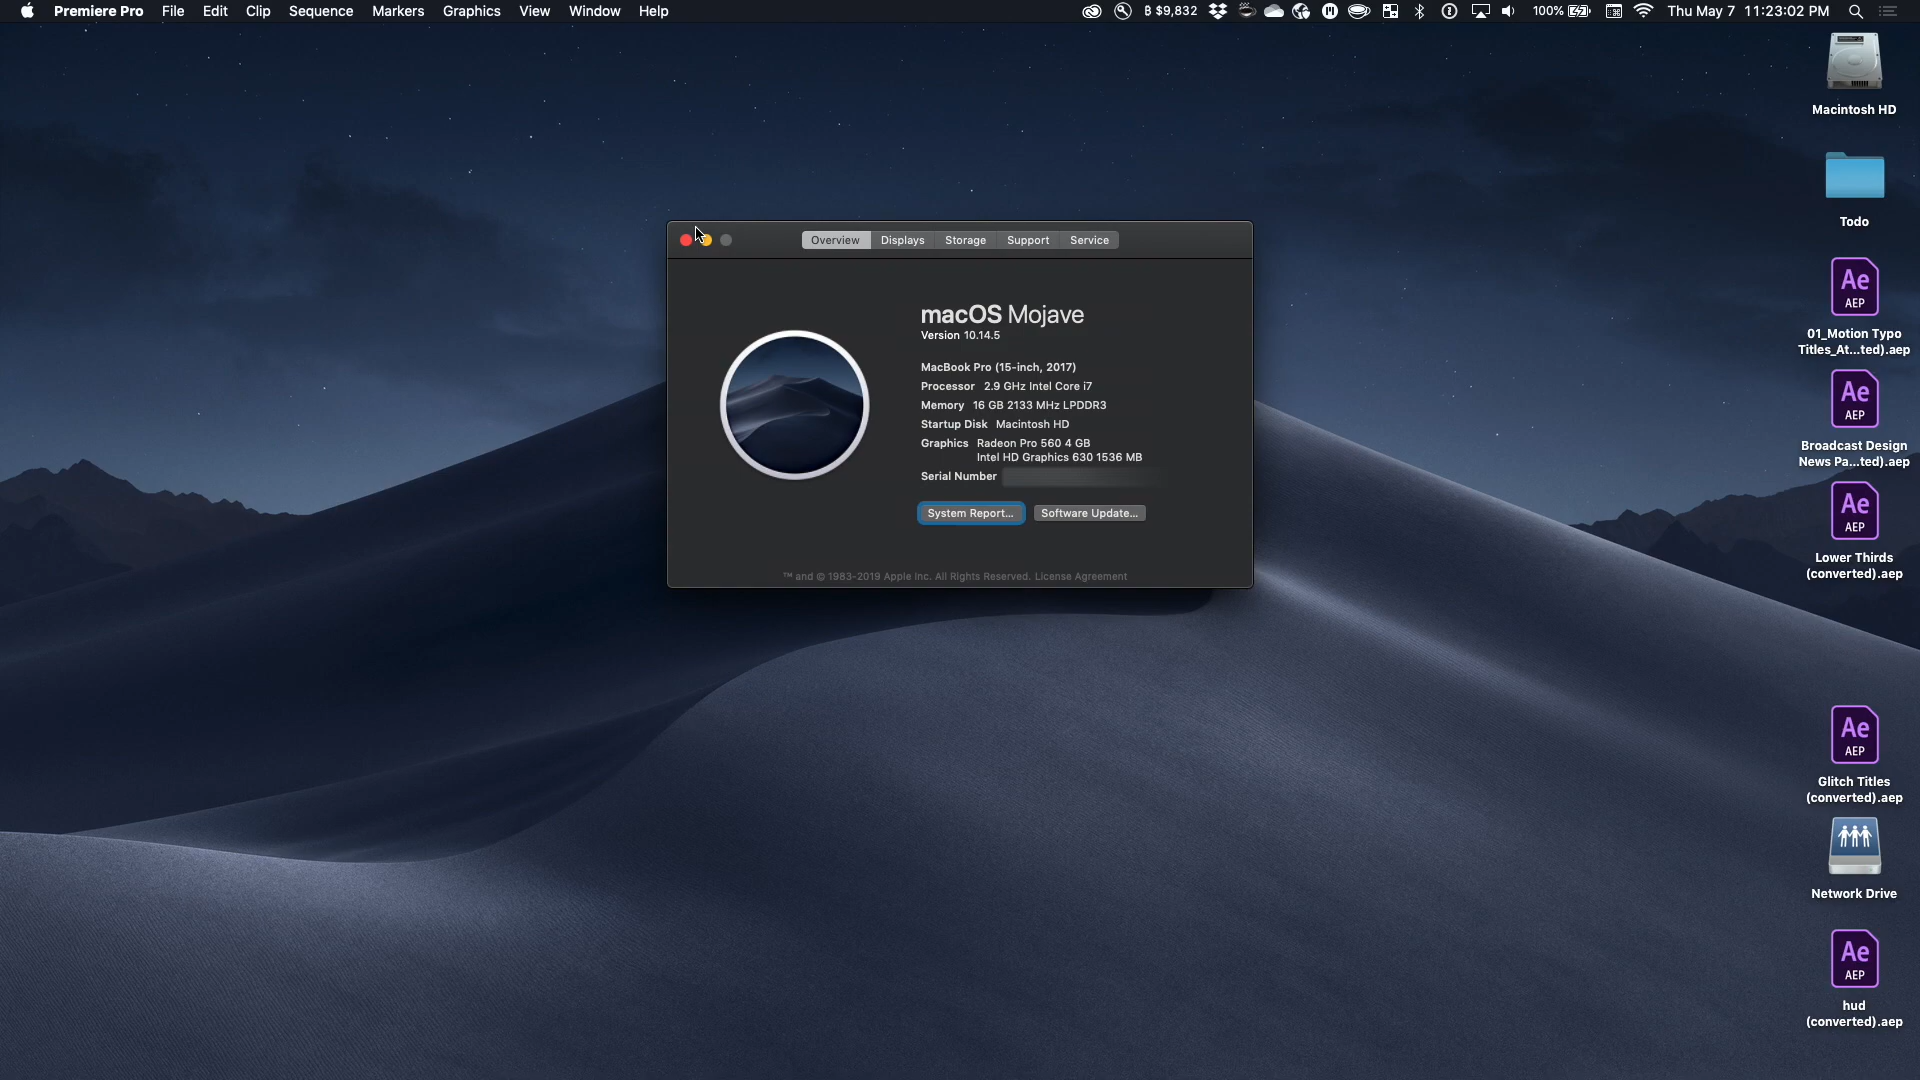 Premiere Pro File Edit Clip Sequence Markers Graphics View Window Help
฿ $9,832 100% Thu May 7 11:23:02 PM
Macintosh HD
Todo
Ae
AEP
01_Motion Typo
Titles_At...ted).aep
Ae
AEP
Broadcast Design
News Pa...ted).aep
Ae
AEP
Lower Thirds
(converted).aep
Ae
AEP
Glitch Titles
(converted).aep
Network Drive
Ae
AEP
hud
(converted).aep
Overview Displays Storage Support Service
macOS Mojave
Version 10.14.5
MacBook Pro (15-inch, 2017)
Processor 2.9 GHz Intel Core i7
Memory 16 GB 2133 MHz LPDDR3
Startup Disk Macintosh HD
Graphics Radeon Pro 560 4 GB
Intel HD Graphics 630 1536 MB
Serial Number
System Report... Software Update...
™ and © 1983-2019 Apple Inc. All Rights Reserved. License Agreement